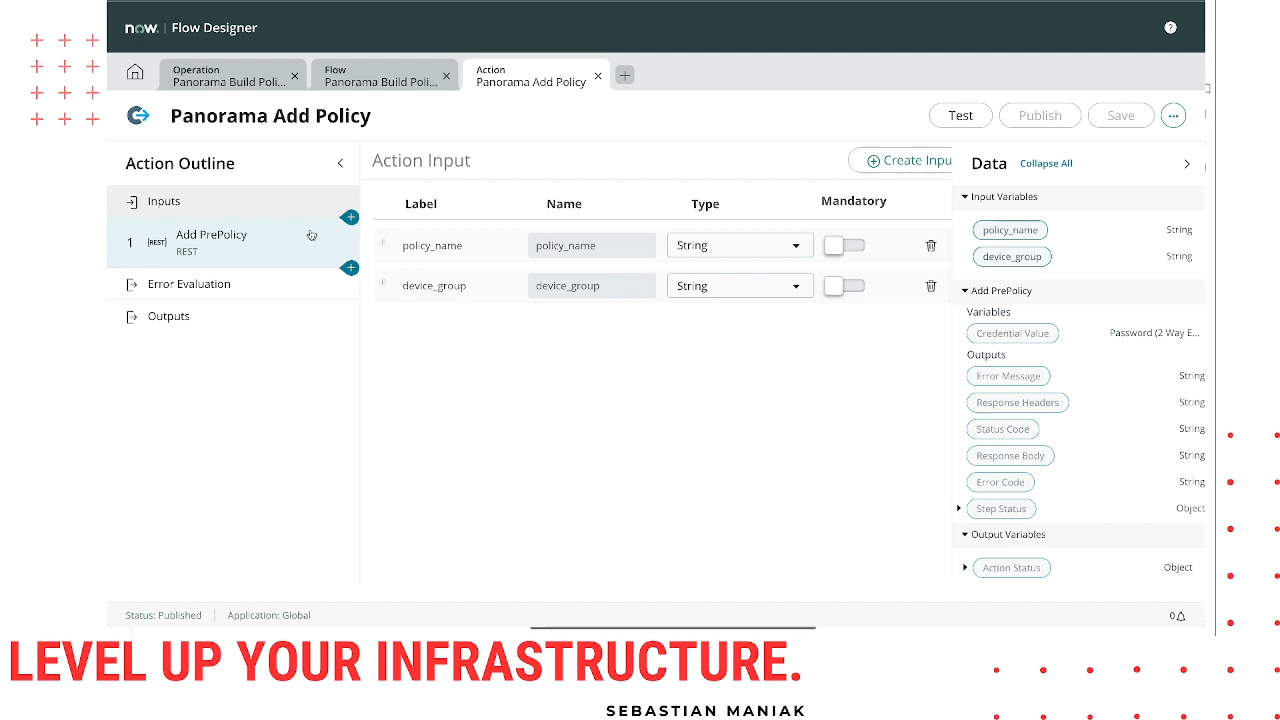 now. | Flow Designer
Operation
Panorama Build Poli...
Flow
Panorama Build Poli...
Action
Panorama Add Policy
Panorama Add Policy
Test
Publish
Save
Action Outline
Inputs
1
[REST]
Add PrePolicy
REST
Error Evaluation
Outputs
Action Input
Create Inpu
Label
Name
Type
Mandatory
policy_name
policy_name
String
device_group
device_group
String
Data
Collapse All
Input Variables
policy_name
String
device_group
String
Add PrePolicy
Variables
Credential Value
Password (2 Way E...
Outputs
Error Message
String
Response Headers
String
Status Code
String
Response Body
String
Error Code
String
Step Status
Object
Output Variables
Action Status
Object
Status: Published
Application: Global
0
LEVEL UP YOUR INFRASTRUCTURE.
SEBASTIAN MANIAK